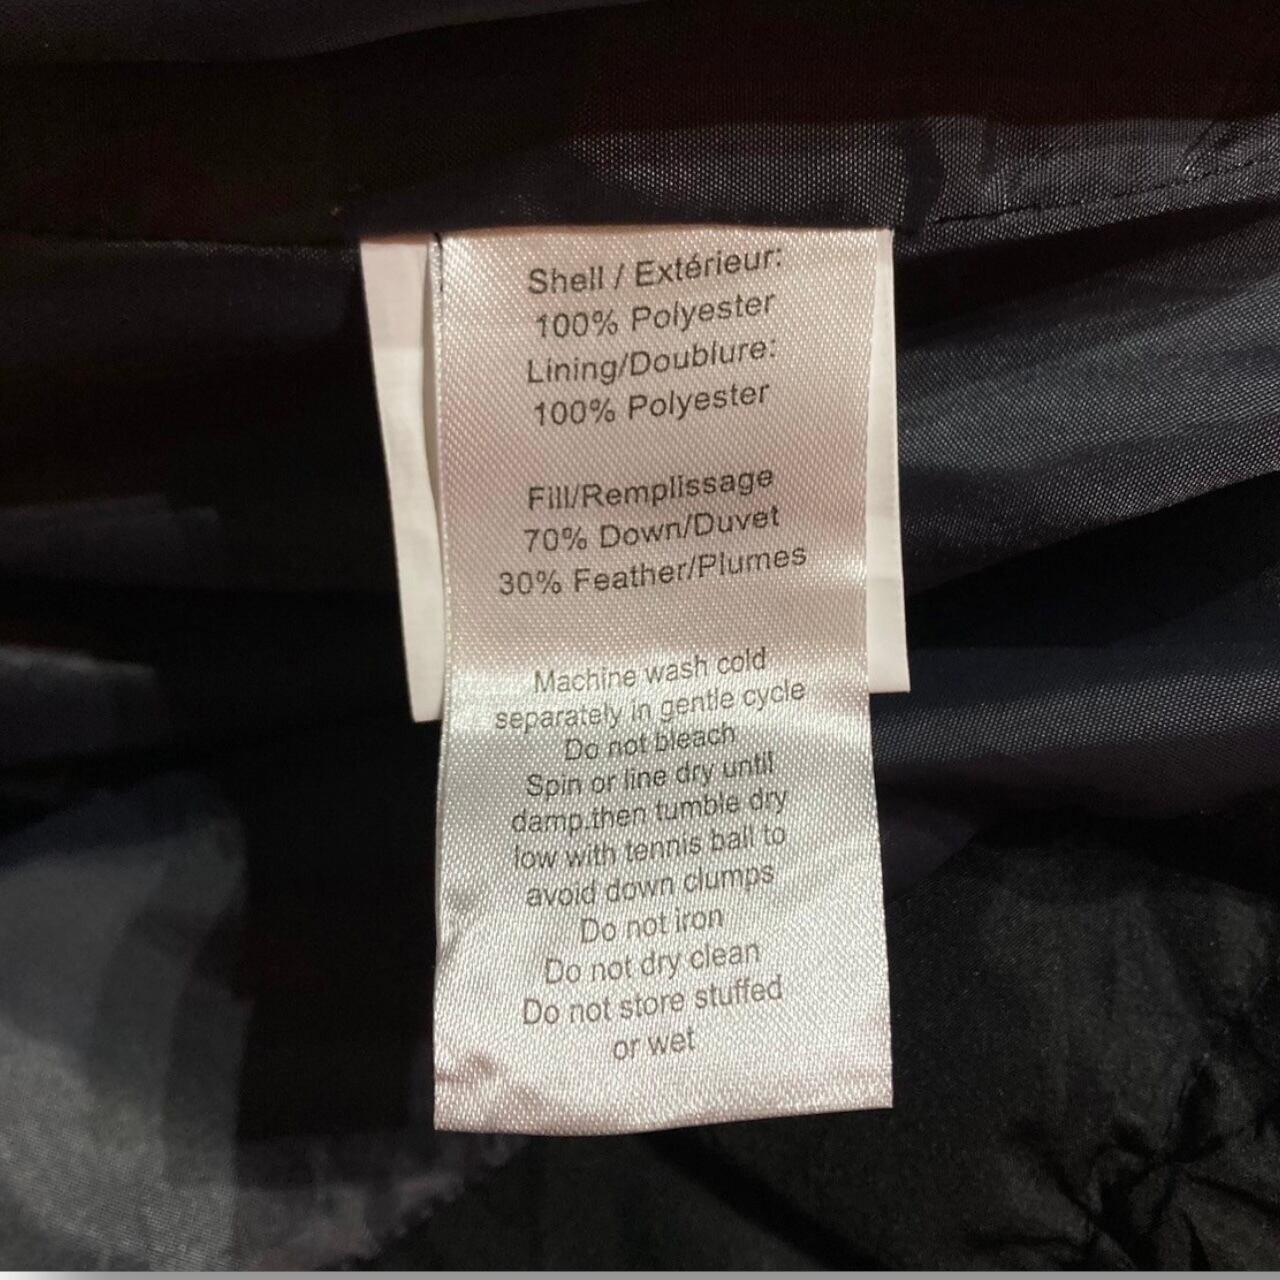 Shell / Extérieur:
100% Polyester
Lining/Doublure:
100% Polyester
Fill/Remplissage
70% Down/Duvet
30% Feather/Plumes
Machine wash cold
separately in gentle cycle
Do not bleach
Spin or line dry until
damp.then tumble dry
low with tennis ball to
avoid down clumps
Do not iron
Do not dry clean
Do not store stuffed
or wet